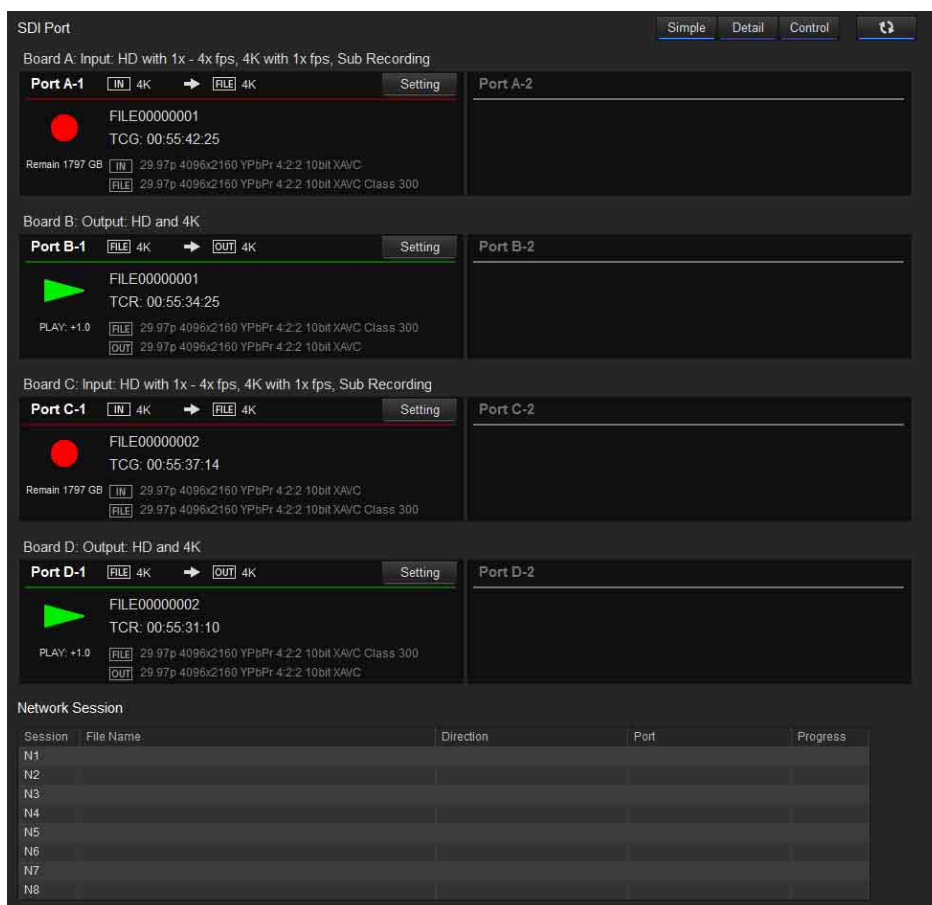 SDI Port Simple Detail Control
Board A: Input: HD with 1x - 4x fps, 4K with 1x fps, Sub Recording
Port A-1 IN 4K FILE 4K Setting Port A-2
FILE00000001
TCG: 00:55:42:25
Remain 1797 GB IN 29.97p 4096x2160 YPbPr 4:2:2 10bit XAVC
FILE 29.97p 4096x2160 YPbPr 4:2:2 10bit XAVC Class 300
Board B: Output: HD and 4K
Port B-1 FILE 4K OUT 4K Setting Port B-2
FILE00000001
TCR: 00:55:34:25
PLAY: +1.0 FILE 29.97p 4096x2160 YPbPr 4:2:2 10bit XAVC Class 300
OUT 29.97p 4096x2160 YPbPr 4:2:2 10bit XAVC
Board C: Input: HD with 1x - 4x fps, 4K with 1x fps, Sub Recording
Port C-1 IN 4K FILE 4K Setting Port C-2
FILE00000002
TCG: 00:55:37:14
Remain 1797 GB IN 29.97p 4096x2160 YPbPr 4:2:2 10bit XAVC
FILE 29.97p 4096x2160 YPbPr 4:2:2 10bit XAVC Class 300
Board D: Output: HD and 4K
Port D-1 FILE 4K OUT 4K Setting Port D-2
FILE00000002
TCR: 00:55:31:10
PLAY: +1.0 FILE 29.97p 4096x2160 YPbPr 4:2:2 10bit XAVC Class 300
OUT 29.97p 4096x2160 YPbPr 4:2:2 10bit XAVC
Network Session
Session File Name Direction Port Progress
N1
N2
N3
N4
N5
N6
N7
N8